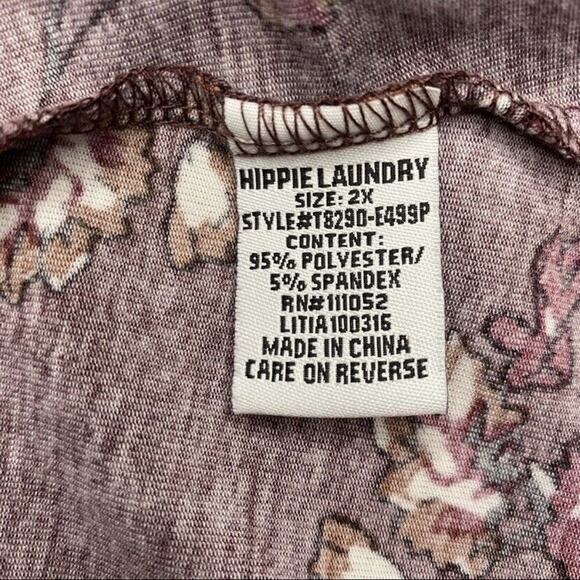 HIPPIE LAUNDRY
SIZE: 2X
STYLE#T8290-E499P
CONTENT:
95% POLYESTER/
5% SPANDEX
RN#111052
LITIA100316
MADE IN CHINA
CARE ON REVERSE